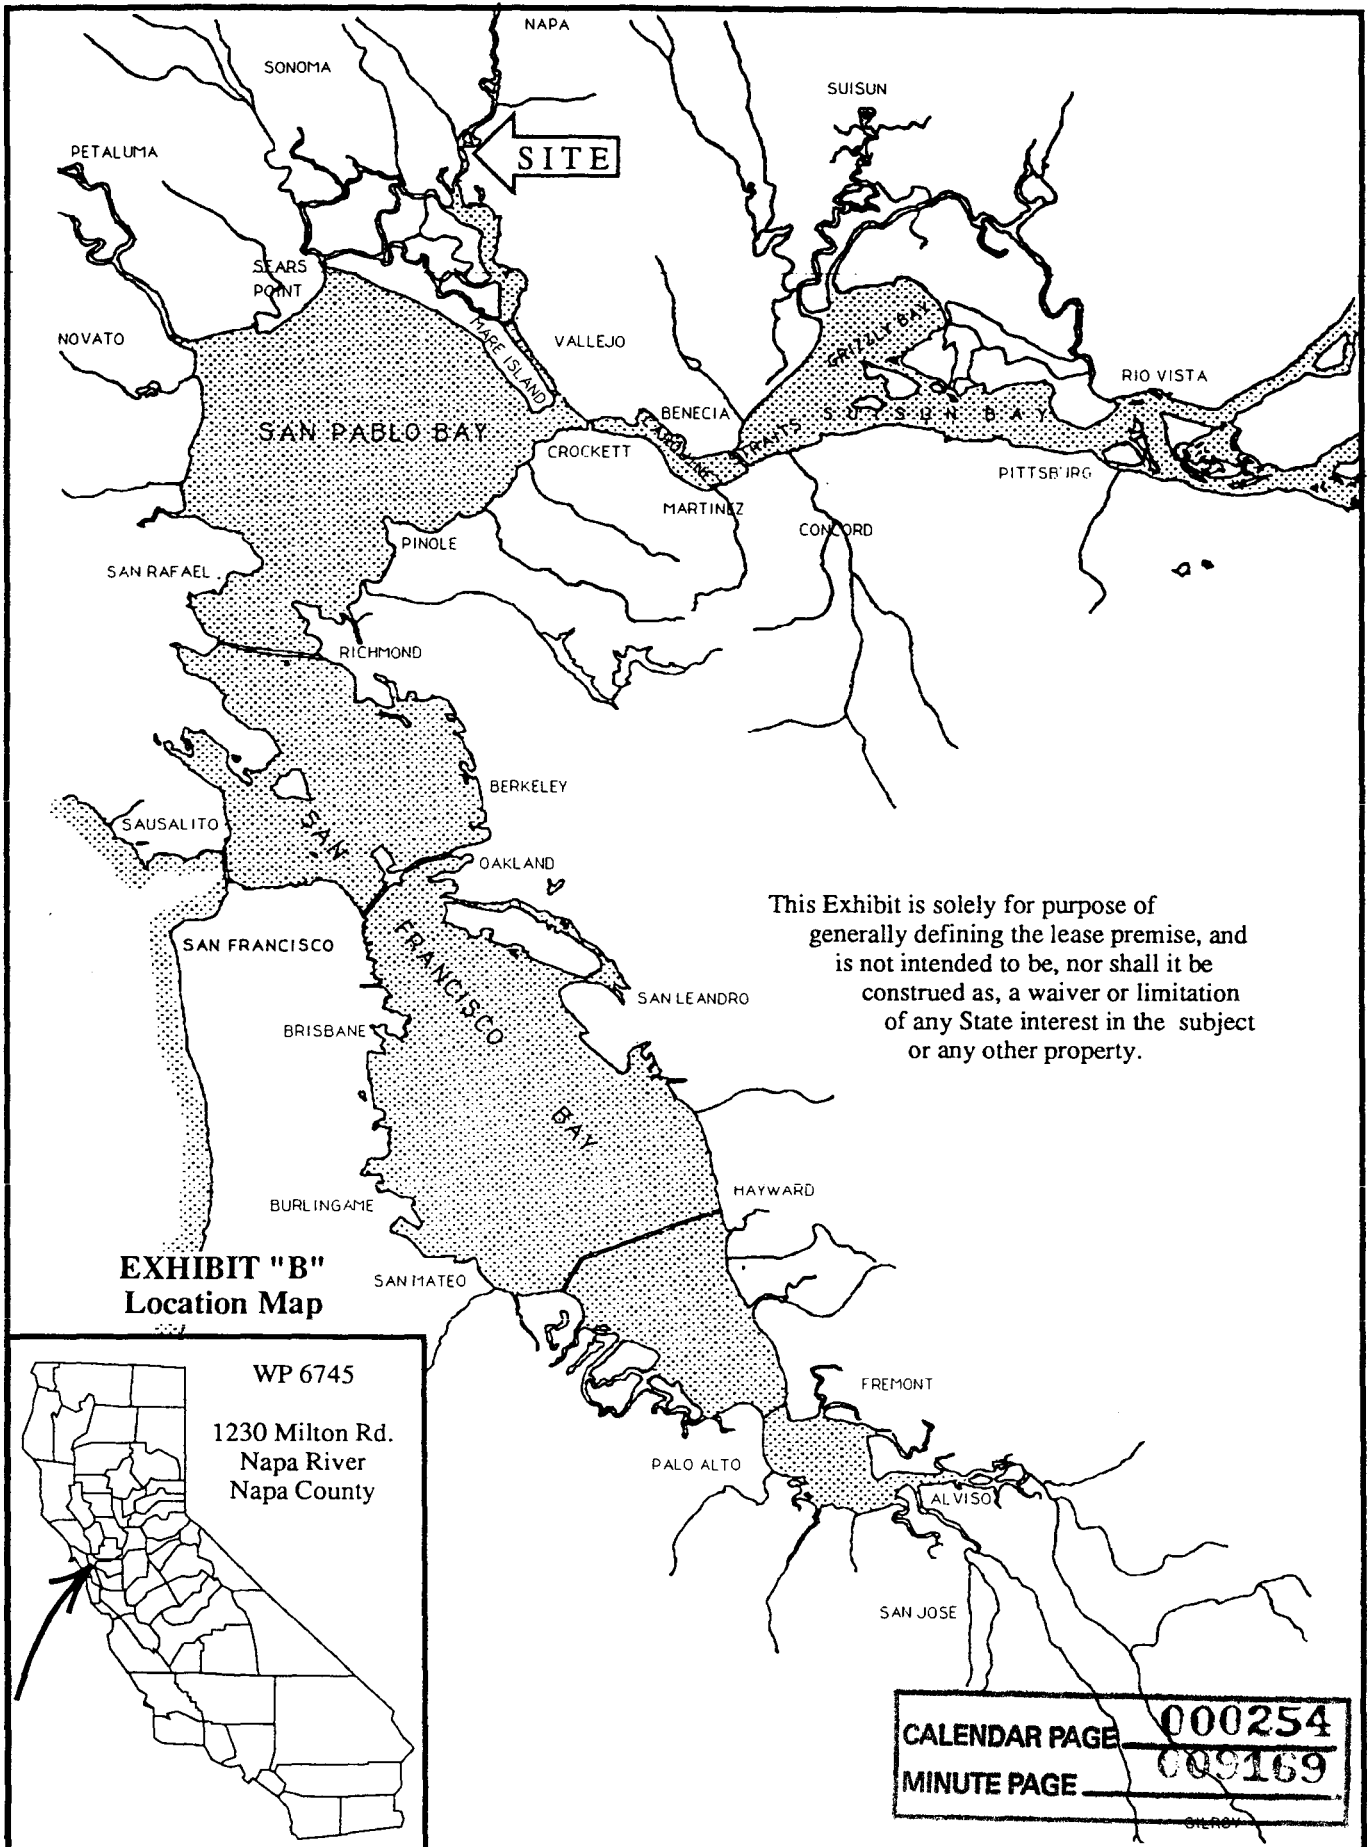 NAPA
SONOMA
SUISUN
PETALUMA
SITE
SEARS
POINT
GRIZZLY BAY
NOVATO
MARE ISLAND
VALLEJO
RIO VISTA
BENECIA
SUISUN BAY
SAN PABLO BAY
STRAITS
CROCKETT
PITTSBURG
MARTINEZ
CONCORD
PINOLE
SAN RAFAEL
RICHMOND
BERKELEY
SAUSALITO
OAKLAND
SAN FRANCISCO BAY
This Exhibit is solely for purpose of
generally defining the lease premise, and
is not intended to be, nor shall it be
construed as, a waiver or limitation
of any State interest in the subject
or any other property.
SAN FRANCISCO
SAN LEANDRO
BRISBANE
HAYWARD
BURLINGAME
EXHIBIT "B"
Location Map
SAN MATEO
WP 6745
1230 Milton Rd.
Napa River
Napa County
FREMONT
PALO ALTO
ALVISO
SAN JOSE
CALENDAR PAGE 000254
MINUTE PAGE 009169
GILROY